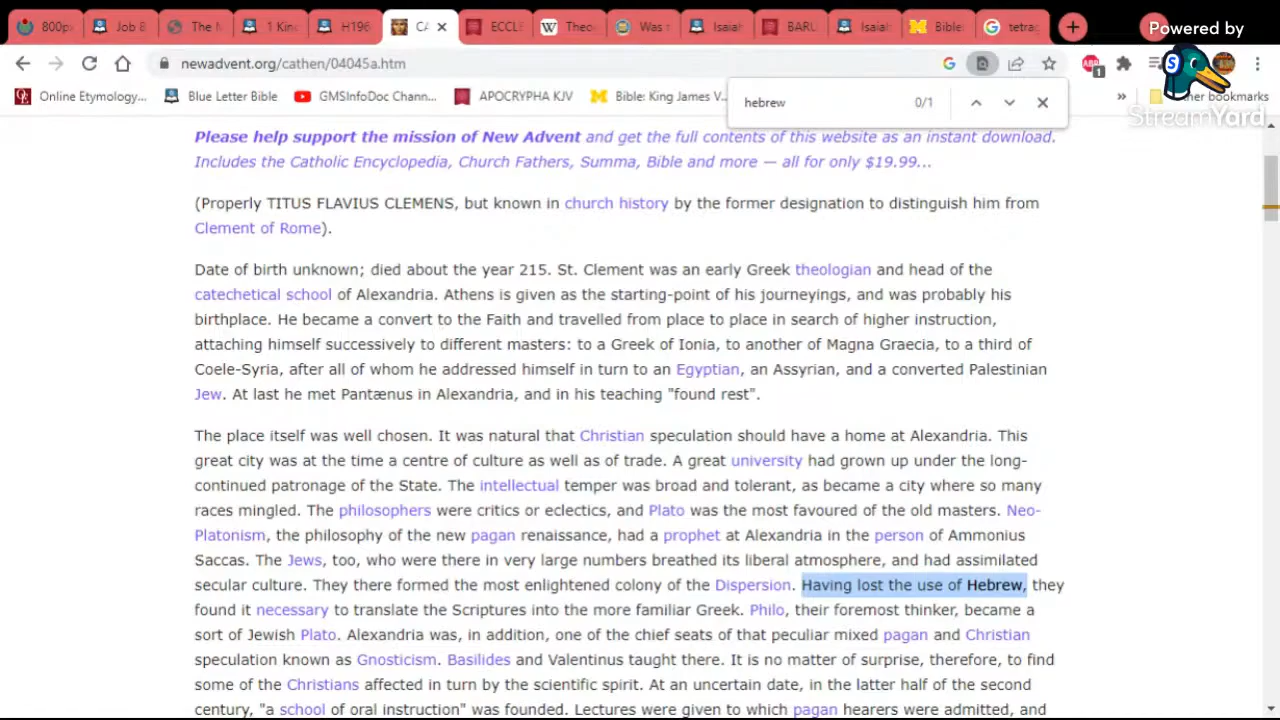 800p
Job B
The N
1 Kin
H196
CA
ECCLE
Theo
Was
Isaiah
BARU
Isaiah
Bible:
tetrac
Powered by
newadvent.org/cathen/04045a.htm
Online Etymology...
Blue Letter Bible
GMSInfoDoc Chann...
APOCRYPHA KJV
Bible: King James V...
»
ther bookmarks
hebrew
0/1
StreamYard
Please help support the mission of New Advent and get the full contents of this website as an instant download.
Includes the Catholic Encyclopedia, Church Fathers, Summa, Bible and more — all for only $19.99...
(Properly TITUS FLAVIUS CLEMENS, but known in church history by the former designation to distinguish him from
Clement of Rome).
Date of birth unknown; died about the year 215. St. Clement was an early Greek theologian and head of the
catechetical school of Alexandria. Athens is given as the starting-point of his journeyings, and was probably his
birthplace. He became a convert to the Faith and travelled from place to place in search of higher instruction,
attaching himself successively to different masters: to a Greek of Ionia, to another of Magna Graecia, to a third of
Coele-Syria, after all of whom he addressed himself in turn to an Egyptian, an Assyrian, and a converted Palestinian
Jew. At last he met Pantænus in Alexandria, and in his teaching "found rest".
The place itself was well chosen. It was natural that Christian speculation should have a home at Alexandria. This
great city was at the time a centre of culture as well as of trade. A great university had grown up under the long-
continued patronage of the State. The intellectual temper was broad and tolerant, as became a city where so many
races mingled. The philosophers were critics or eclectics, and Plato was the most favoured of the old masters. Neo-
Platonism, the philosophy of the new pagan renaissance, had a prophet at Alexandria in the person of Ammonius
Saccas. The Jews, too, who were there in very large numbers breathed its liberal atmosphere, and had assimilated
secular culture. They there formed the most enlightened colony of the Dispersion. Having lost the use of Hebrew, they
found it necessary to translate the Scriptures into the more familiar Greek. Philo, their foremost thinker, became a
sort of Jewish Plato. Alexandria was, in addition, one of the chief seats of that peculiar mixed pagan and Christian
speculation known as Gnosticism. Basilides and Valentinus taught there. It is no matter of surprise, therefore, to find
some of the Christians affected in turn by the scientific spirit. At an uncertain date, in the latter half of the second
century, "a school of oral instruction" was founded. Lectures were given to which pagan hearers were admitted, and